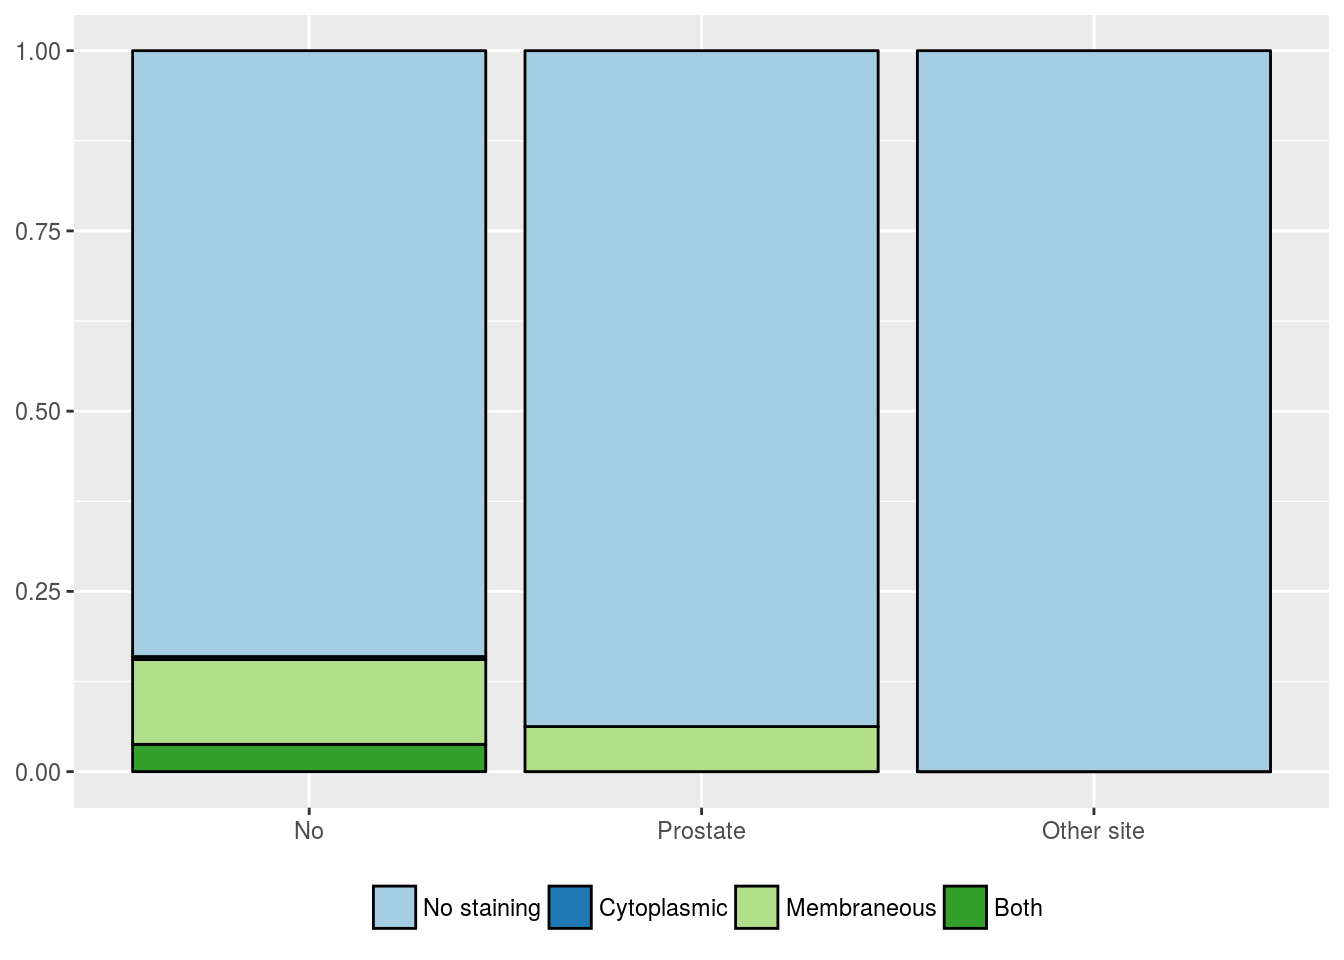 1.00
0.75
0.50
0.25
0.00
No Prostate Other site
No staining Cytoplasmic Membraneous Both